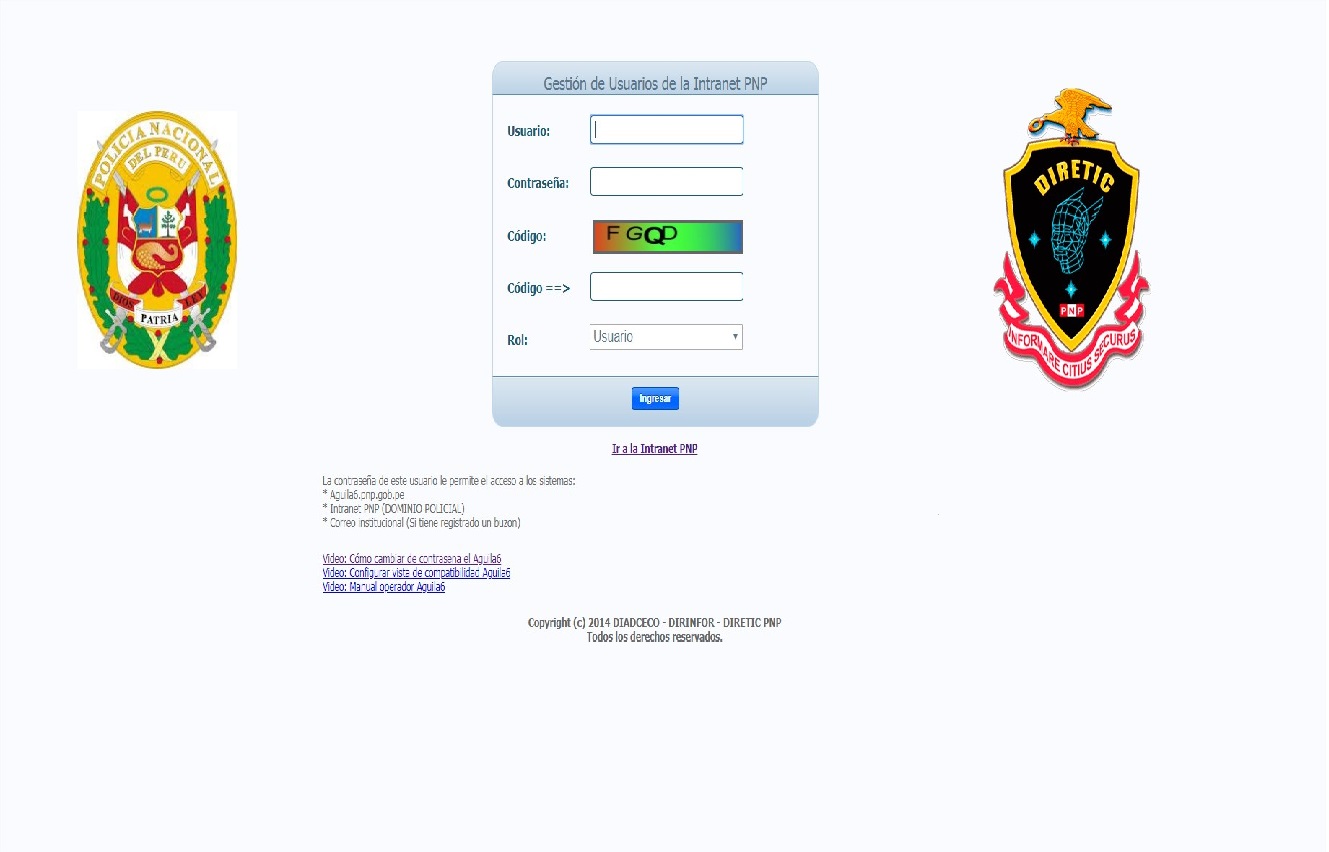 Gestión de Usuarios de la Intranet PNP
POLICIA NACIONAL
DEL PERU
DIOS PATRIA LEY
DIRETIC
PNP
INFORMARE CITIUS SECURUS
Usuario:
Contraseña:
Código: F G Q D
Código ==>
Rol: Usuario
Ingresar
Ir a la Intranet PNP
La contraseña de este usuario le permite el acceso a los sistemas:
* Aguila6.pnp.gob.pe
* Intranet PNP (DOMINIO POLICIAL)
* Correo institucional (Si tiene registrado un buzon)
Video: Cómo cambiar de contrasena el Aguila6
Video: Configurar vista de compatibilidad Aguila6
Video: Manual operador Aguila6
Copyright (c) 2014 DIADCECO - DIRINFOR - DIRETIC PNP
Todos los derechos reservados.